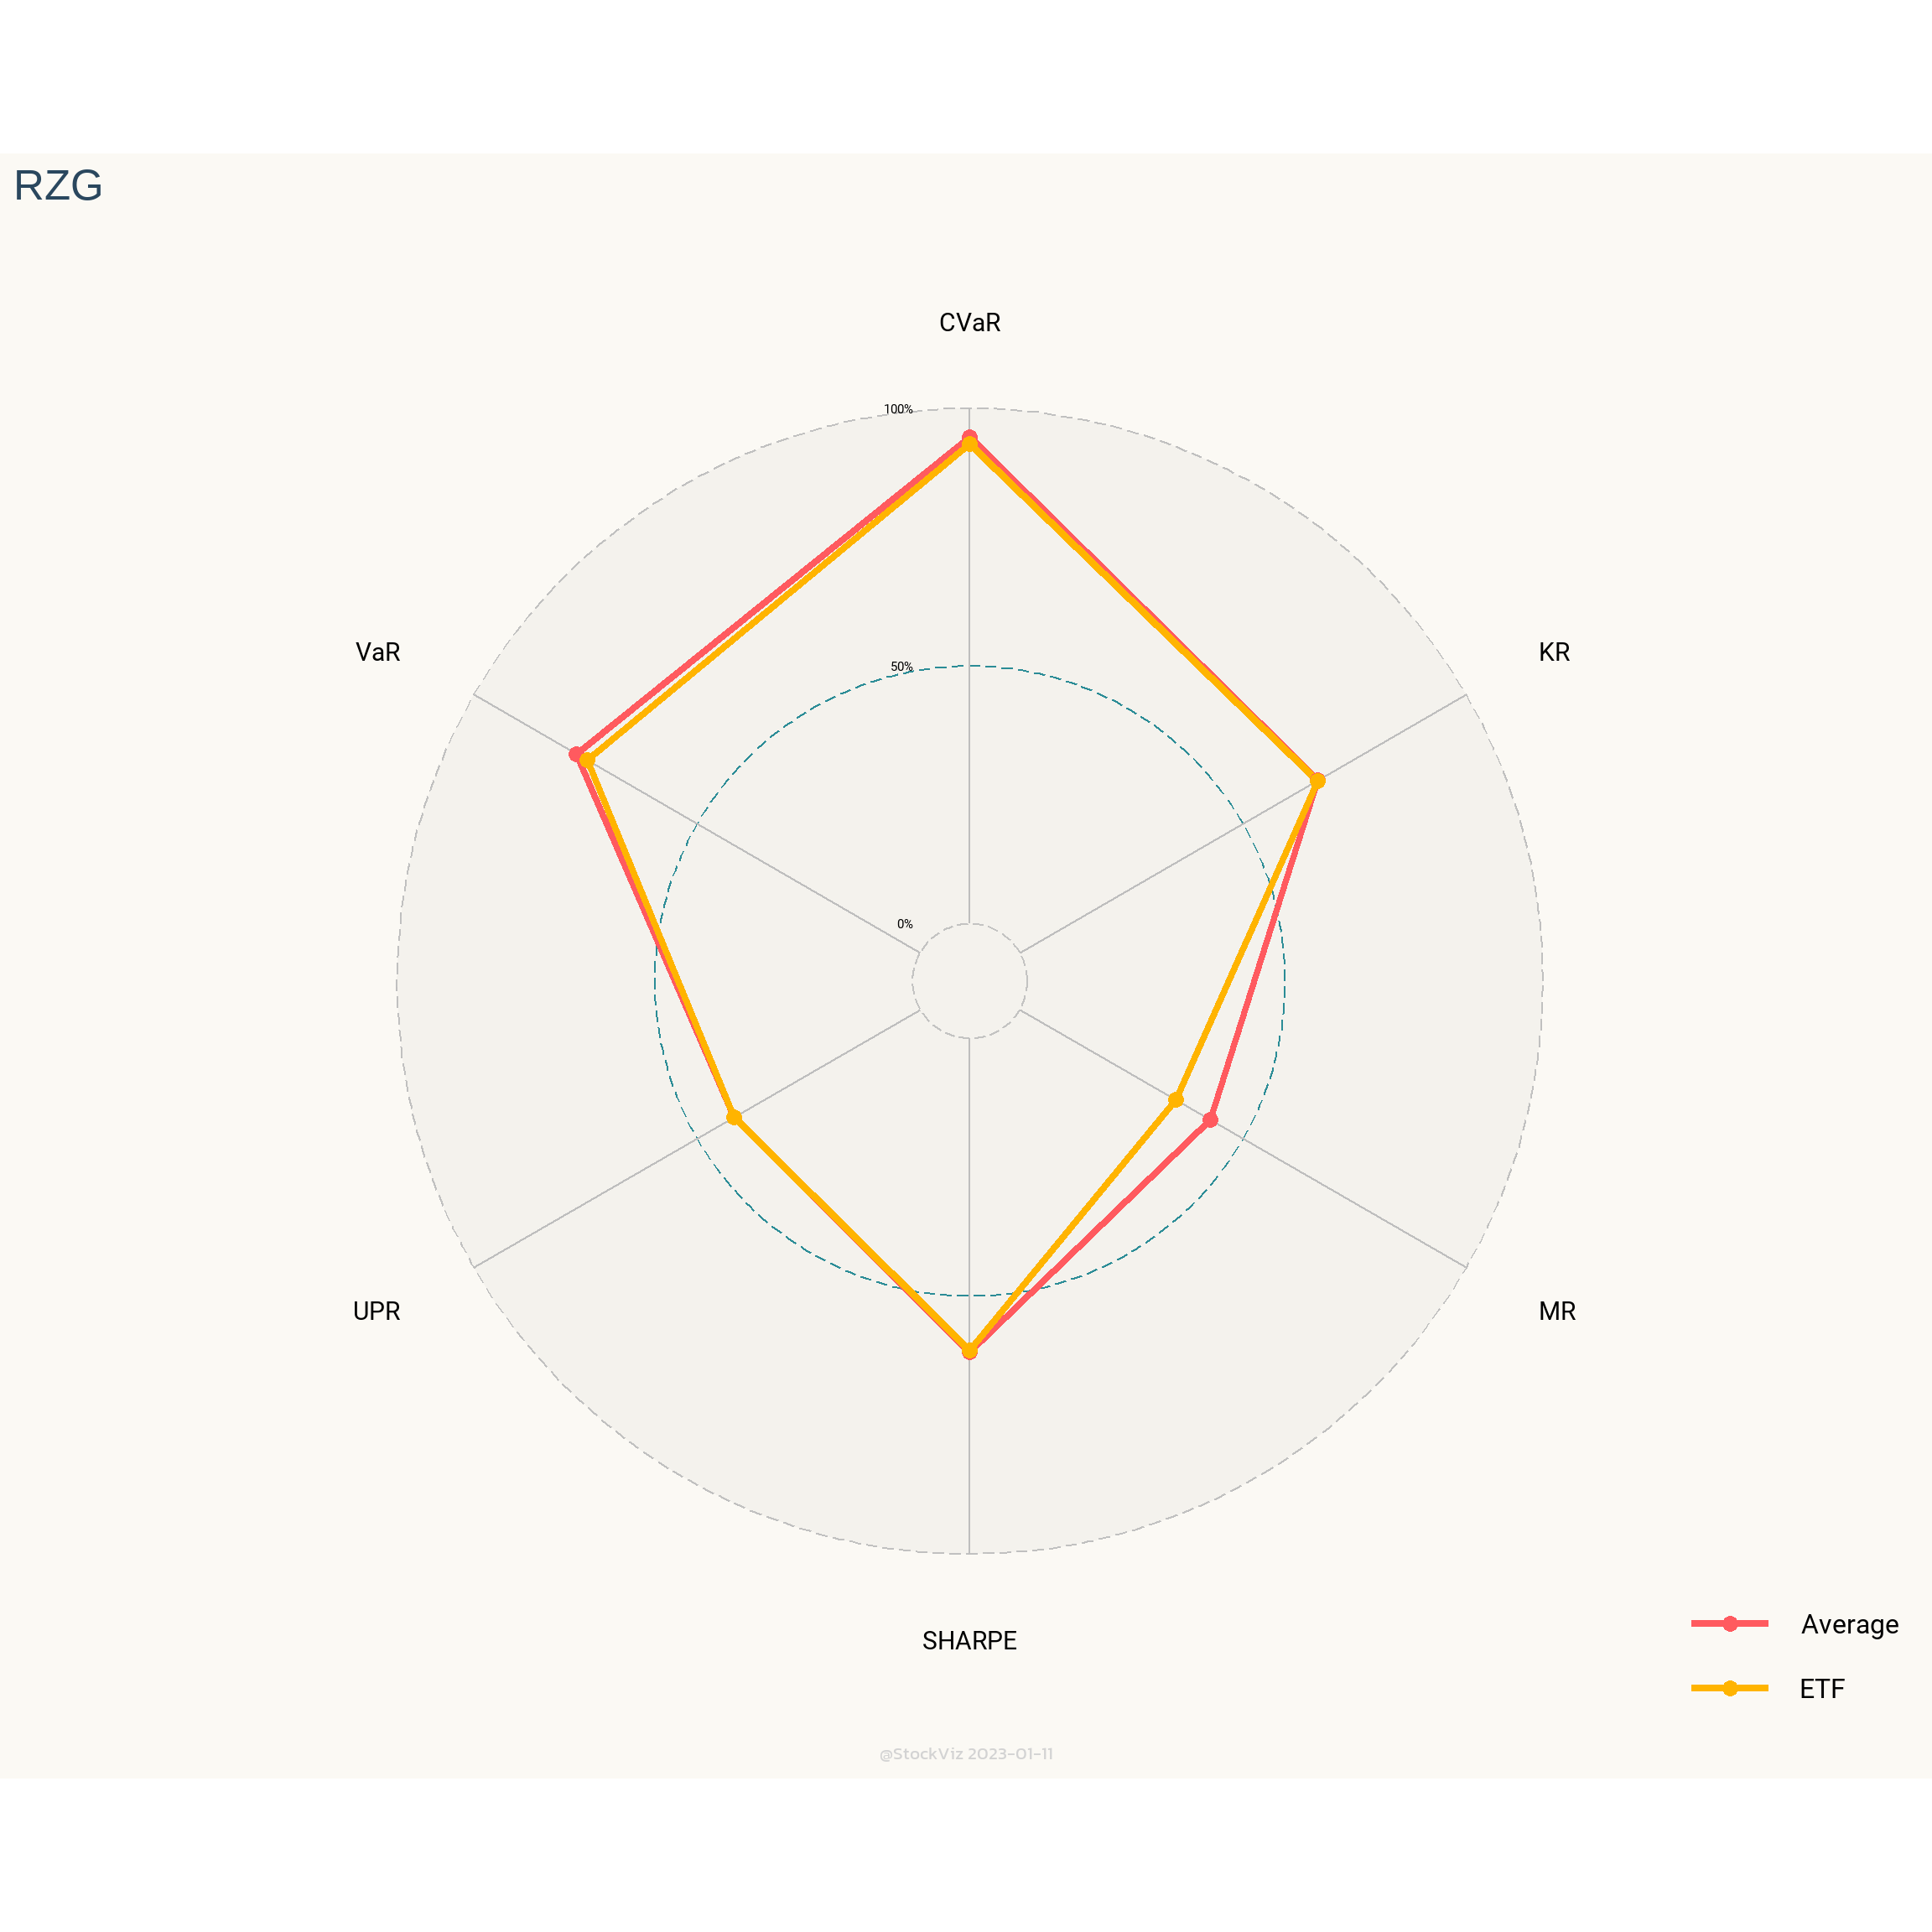 RZG
CVaR
100%
VaR
KR
50%
0%
UPR
MR
SHARPE
Average
ETF
@StockViz 2023-01-11